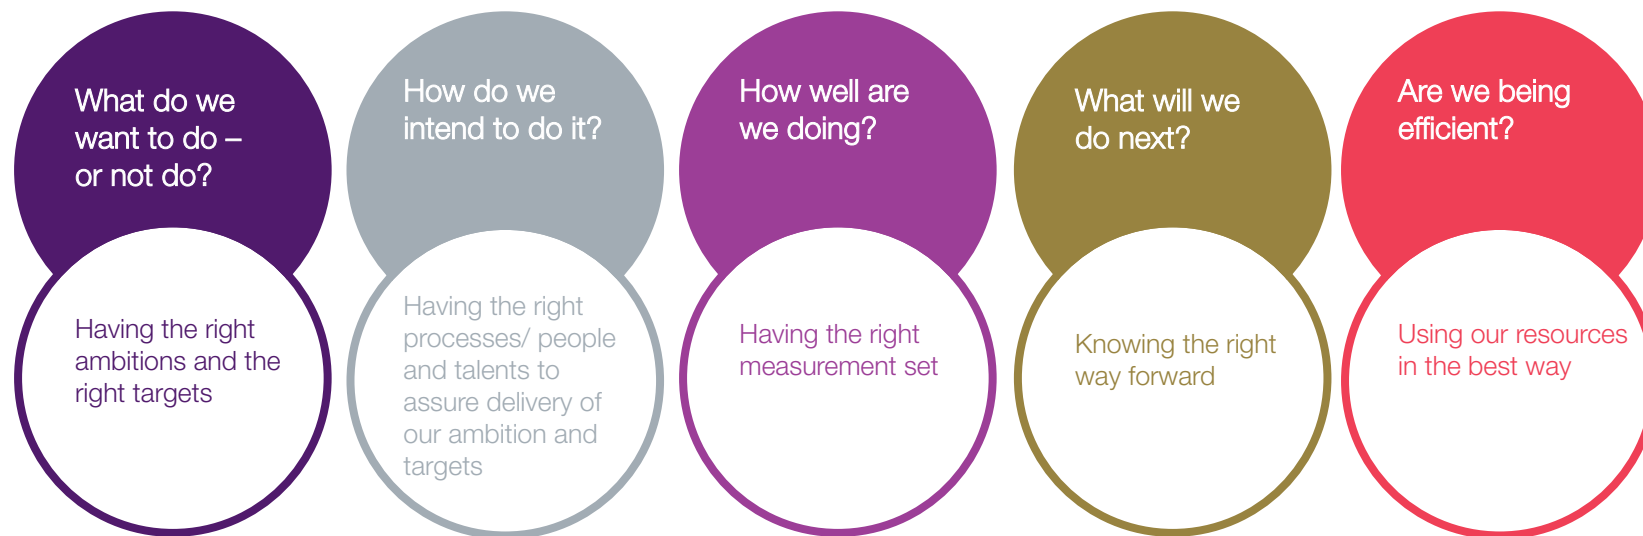 What do we
want to do –
or not do?
Having the right
ambitions and the
right targets
How do we
intend to do it?
Having the right
processes/ people
and talents to
assure delivery of
our ambition and
targets
How well are
we doing?
Having the right
measurement set
What will we
do next?
Knowing the right
way forward
Are we being
efficient?
Using our resources
in the best way